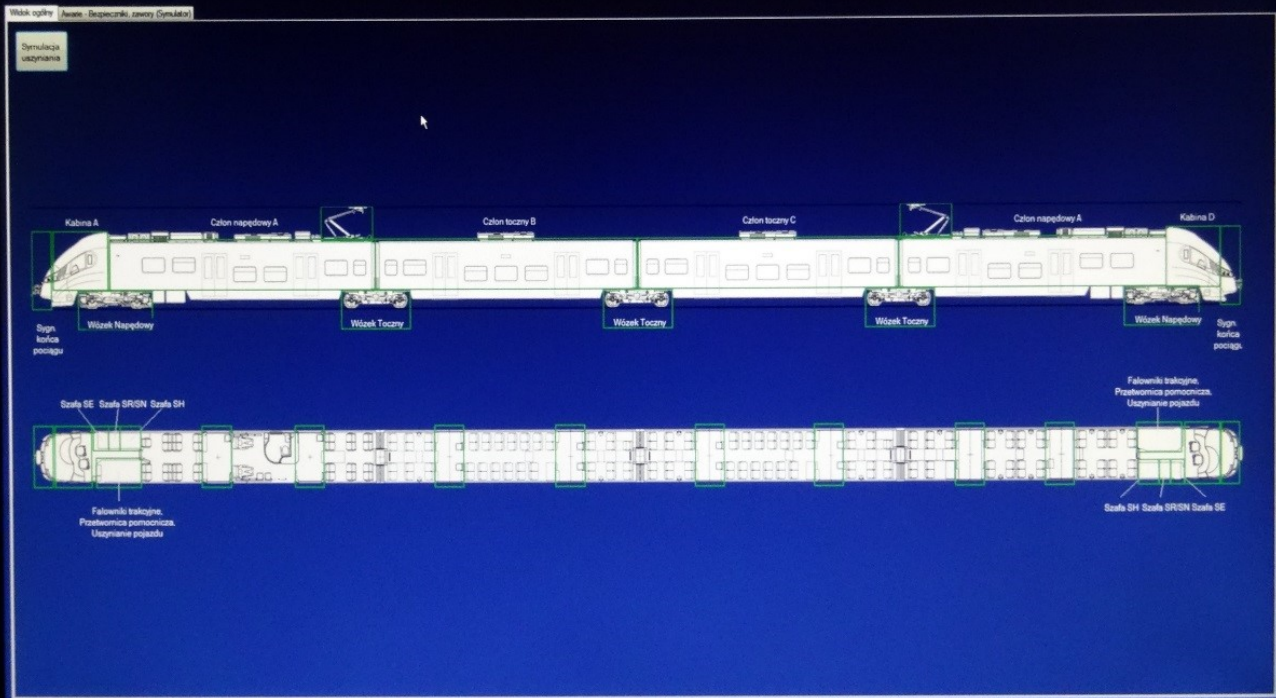 Widok ogólny
Awarie - Bezpieczniki, zawory (Symulator)
Symulacja
uszyniania
Kabina A
Człon napędowy A
Człon toczny B
Człon toczny C
Człon napędowy A
Kabina D
Sygn.
końca
pociągu
Wózek Napędowy
Wózek Toczny
Wózek Toczny
Wózek Toczny
Wózek Napędowy
Sygn.
końca
pociągu
Szafa SE
Szafa SR/SN
Szafa SH
Falowniki trakcyjne,
Przetwornica pomocnicza,
Uszynianie pojazdu
Falowniki trakcyjne,
Przetwornica pomocnicza,
Uszynianie pojazdu
Szafa SH
Szafa SR/SN
Szafa SE